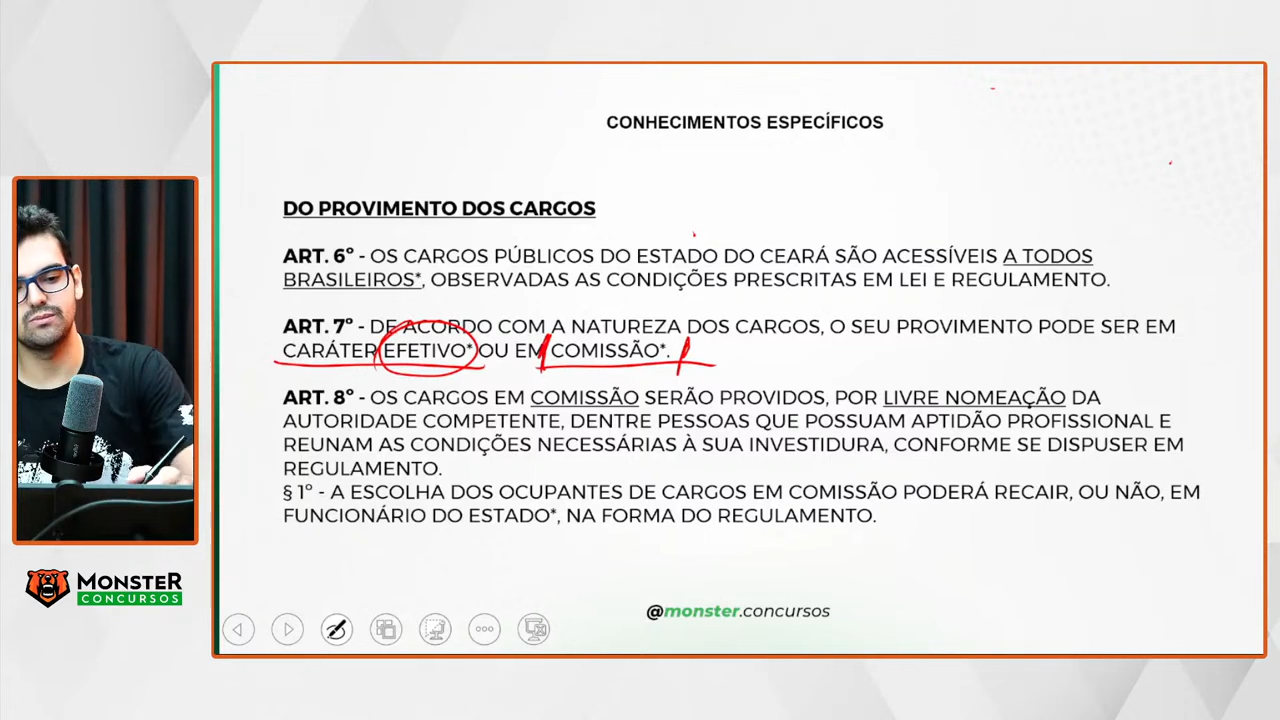 CONHECIMENTOS ESPECÍFICOS
DO PROVIMENTO DOS CARGOS
ART. 6º - OS CARGOS PÚBLICOS DO ESTADO DO CEARÁ SÃO ACESSÍVEIS A TODOS
BRASILEIROS*, OBSERVADAS AS CONDIÇÕES PRESCRITAS EM LEI E REGULAMENTO.
ART. 7º - DE ACORDO COM A NATUREZA DOS CARGOS, O SEU PROVIMENTO PODE SER EM
CARÁTER EFETIVO* OU EM COMISSÃO*.
ART. 8º - OS CARGOS EM COMISSÃO SERÃO PROVIDOS, POR LIVRE NOMEAÇÃO DA
AUTORIDADE COMPETENTE, DENTRE PESSOAS QUE POSSUAM APTIDÃO PROFISSIONAL E
REUNAM AS CONDIÇÕES NECESSÁRIAS À SUA INVESTIDURA, CONFORME SE DISPUSER EM
REGULAMENTO.
§ 1º - A ESCOLHA DOS OCUPANTES DE CARGOS EM COMISSÃO PODERÁ RECAIR, OU NÃO, EM
FUNCIONÁRIO DO ESTADO*, NA FORMA DO REGULAMENTO.
MONSTER
CONCURSOS
@monster.concursos